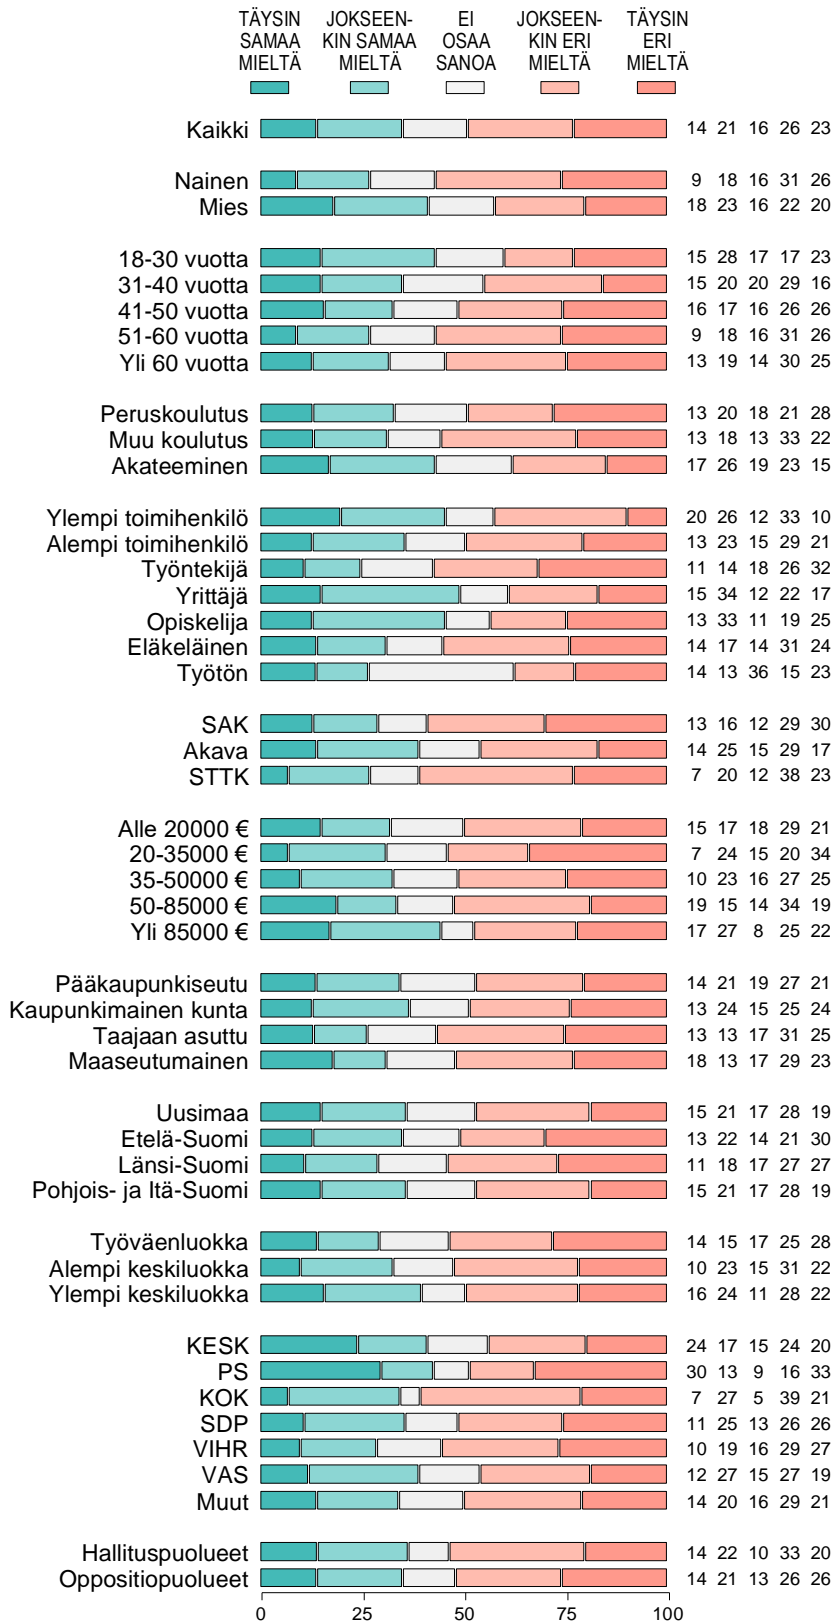 TÄYSIN JOKSEEN- EI JOKSEEN- TÄYSIN
SAMAA KIN SAMAA OSAA KIN ERI ERI
MIELTÄ MIELTÄ SANOA MIELTÄ MIELTÄ
Kaikki 14 21 16 26 23
Nainen 9 18 16 31 26
Mies 18 23 16 22 20
18-30 vuotta 15 28 17 17 23
31-40 vuotta 15 20 20 29 16
41-50 vuotta 16 17 16 26 26
51-60 vuotta 9 18 16 31 26
Yli 60 vuotta 13 19 14 30 25
Peruskoulutus 13 20 18 21 28
Muu koulutus 13 18 13 33 22
Akateeminen 17 26 19 23 15
Ylempi toimihenkilö 20 26 12 33 10
Alempi toimihenkilö 13 23 15 29 21
Työntekijä 11 14 18 26 32
Yrittäjä 15 34 12 22 17
Opiskelija 13 33 11 19 25
Eläkeläinen 14 17 14 31 24
Työtön 14 13 36 15 23
SAK 13 16 12 29 30
Akava 14 25 15 29 17
STTK 7 20 12 38 23
Alle 20000 € 15 17 18 29 21
20-35000 € 7 24 15 20 34
35-50000 € 10 23 16 27 25
50-85000 € 19 15 14 34 19
Yli 85000 € 17 27 8 25 22
Pääkaupunkiseutu 14 21 19 27 21
Kaupunkimainen kunta 13 24 15 25 24
Taajaan asuttu 13 13 17 31 25
Maaseutumainen 18 13 17 29 23
Uusimaa 15 21 17 28 19
Etelä-Suomi 13 22 14 21 30
Länsi-Suomi 11 18 17 27 27
Pohjois- ja Itä-Suomi 15 21 17 28 19
Työväenluokka 14 15 17 25 28
Alempi keskiluokka 10 23 15 31 22
Ylempi keskiluokka 16 24 11 28 22
KESK 24 17 15 24 20
PS 30 13 9 16 33
KOK 7 27 5 39 21
SDP 11 25 13 26 26
VIHR 10 19 16 29 27
VAS 12 27 15 27 19
Muut 14 20 16 29 21
Hallituspuolueet 14 22 10 33 20
Oppositiopuolueet 14 21 13 26 26
0 25 50 75 100